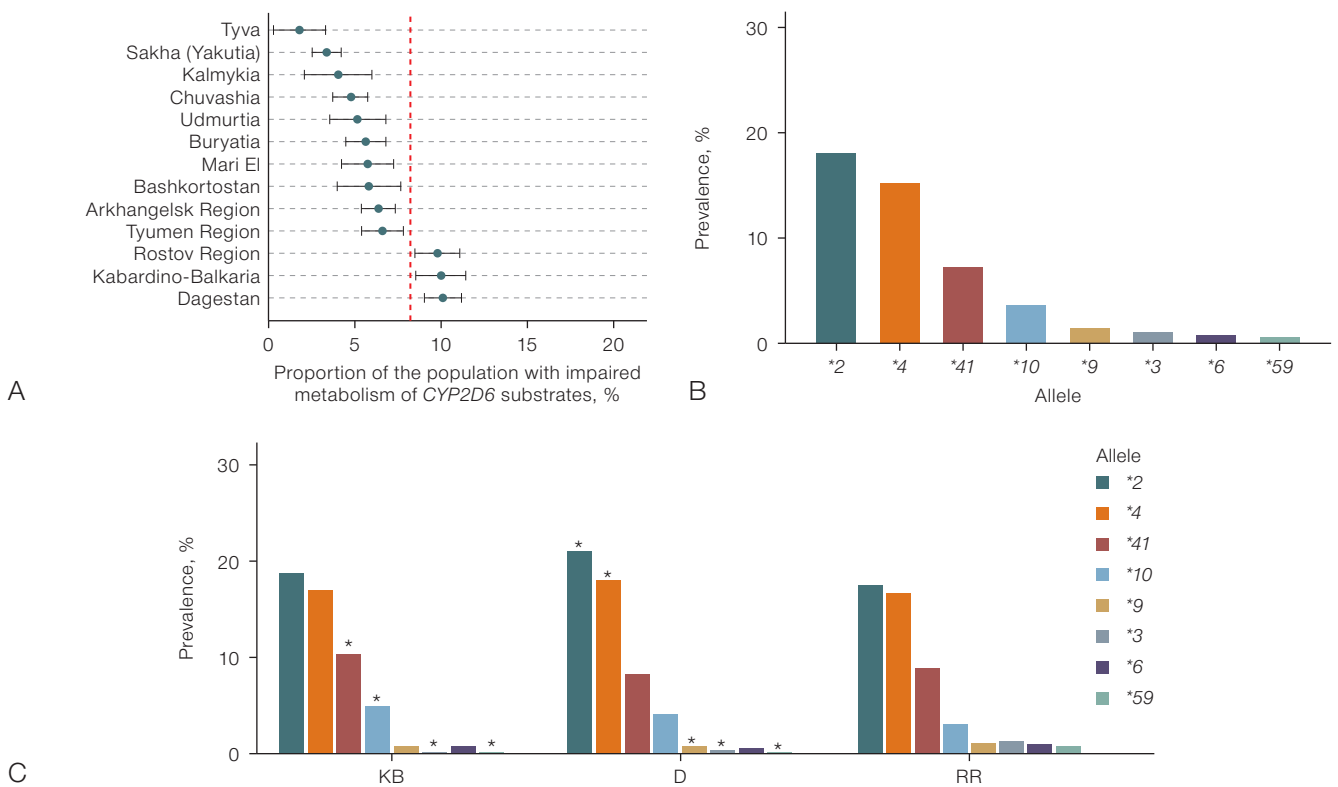 Tyva
Sakha (Yakutia)
Kalmykia
Chuvashia
Udmurtia
Buryatia
Mari El
Bashkortostan
Arkhangelsk Region
Tyumen Region
Rostov Region
Kabardino-Balkaria
Dagestan
0 5 10 15 20
Proportion of the population with impaired
metabolism of CYP2D6 substrates, %
A
Prevalence, %
30
20
10
0
*2 *4 *41 *10 *9 *3 *6 *59
Allele
B
Prevalence, %
30
20
10
0
* * * *
* * * * *
KB D RR
Allele
*2
*4
*41
*10
*9
*3
*6
*59
C